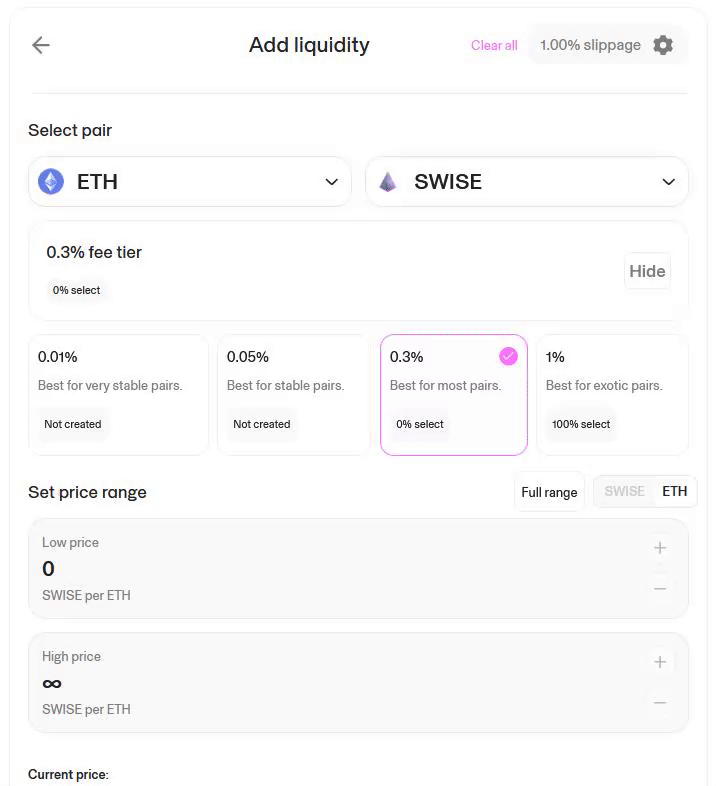 Add liquidity
Clear all
1.00% slippage
Select pair
ETH
SWISE
0.3% fee tier
0% select
Hide
0.01%
Best for very stable pairs.
Not created
0.05%
Best for stable pairs.
Not created
0.3%
Best for most pairs.
0% select
1%
Best for exotic pairs.
100% select
Set price range
Full range
SWISE
ETH
Low price
0
SWISE per ETH
High price
∞
SWISE per ETH
Current price: